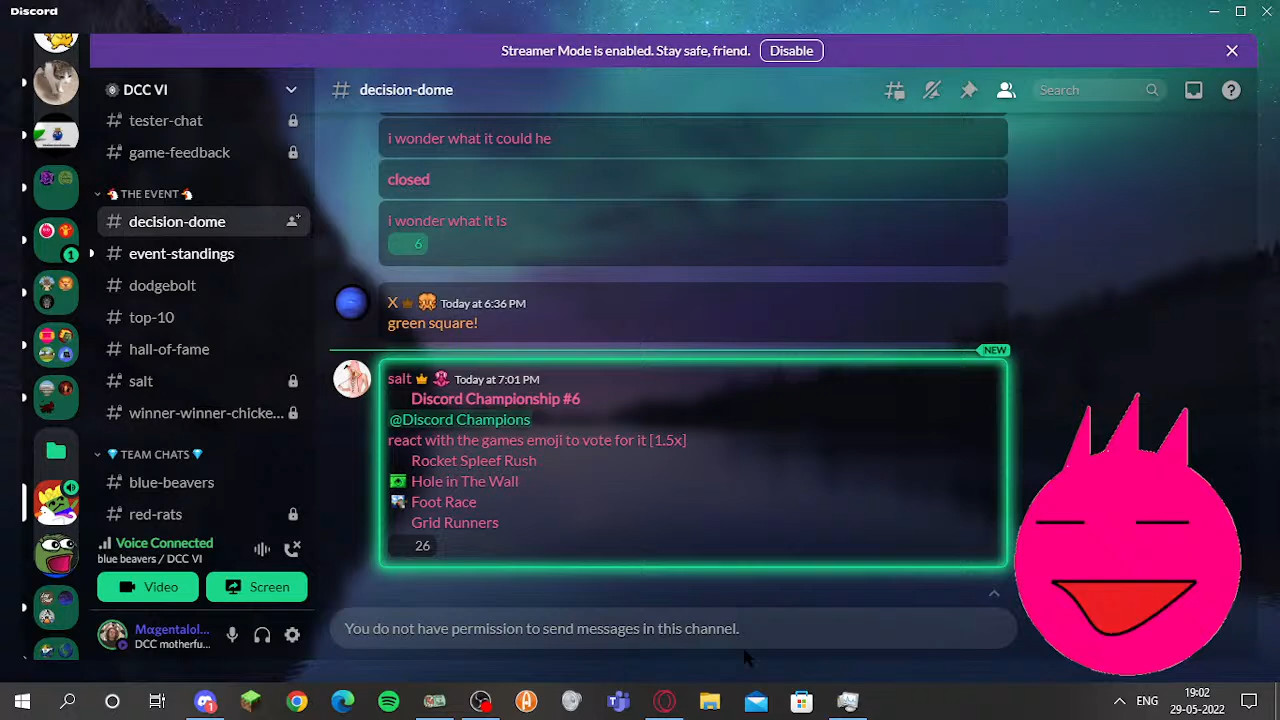 Discord
Streamer Mode is enabled. Stay safe, friend. Disable
DCC VI
tester-chat
game-feedback
THE EVENT
decision-dome
event-standings
dodgebolt
top-10
hall-of-fame
salt
winner-winner-chicke...
TEAM CHATS
blue-beavers
red-rats
Voice Connected
blue beavers / DCC VI
Video
Screen
Mαgentalol...
DCC motherfu...
1
decision-dome
Search
i wonder what it could he
closed
i wonder what it is
6
X Today at 6:36 PM
green square!
NEW
salt Today at 7:01 PM
Discord Championship #6
@Discord Champions
react with the games emoji to vote for it [1.5x]
Rocket Spleef Rush
Hole in The Wall
Foot Race
GrId Runners
26
You do not have permission to send messages in this channel.
ENG
19:02
29-05-2022